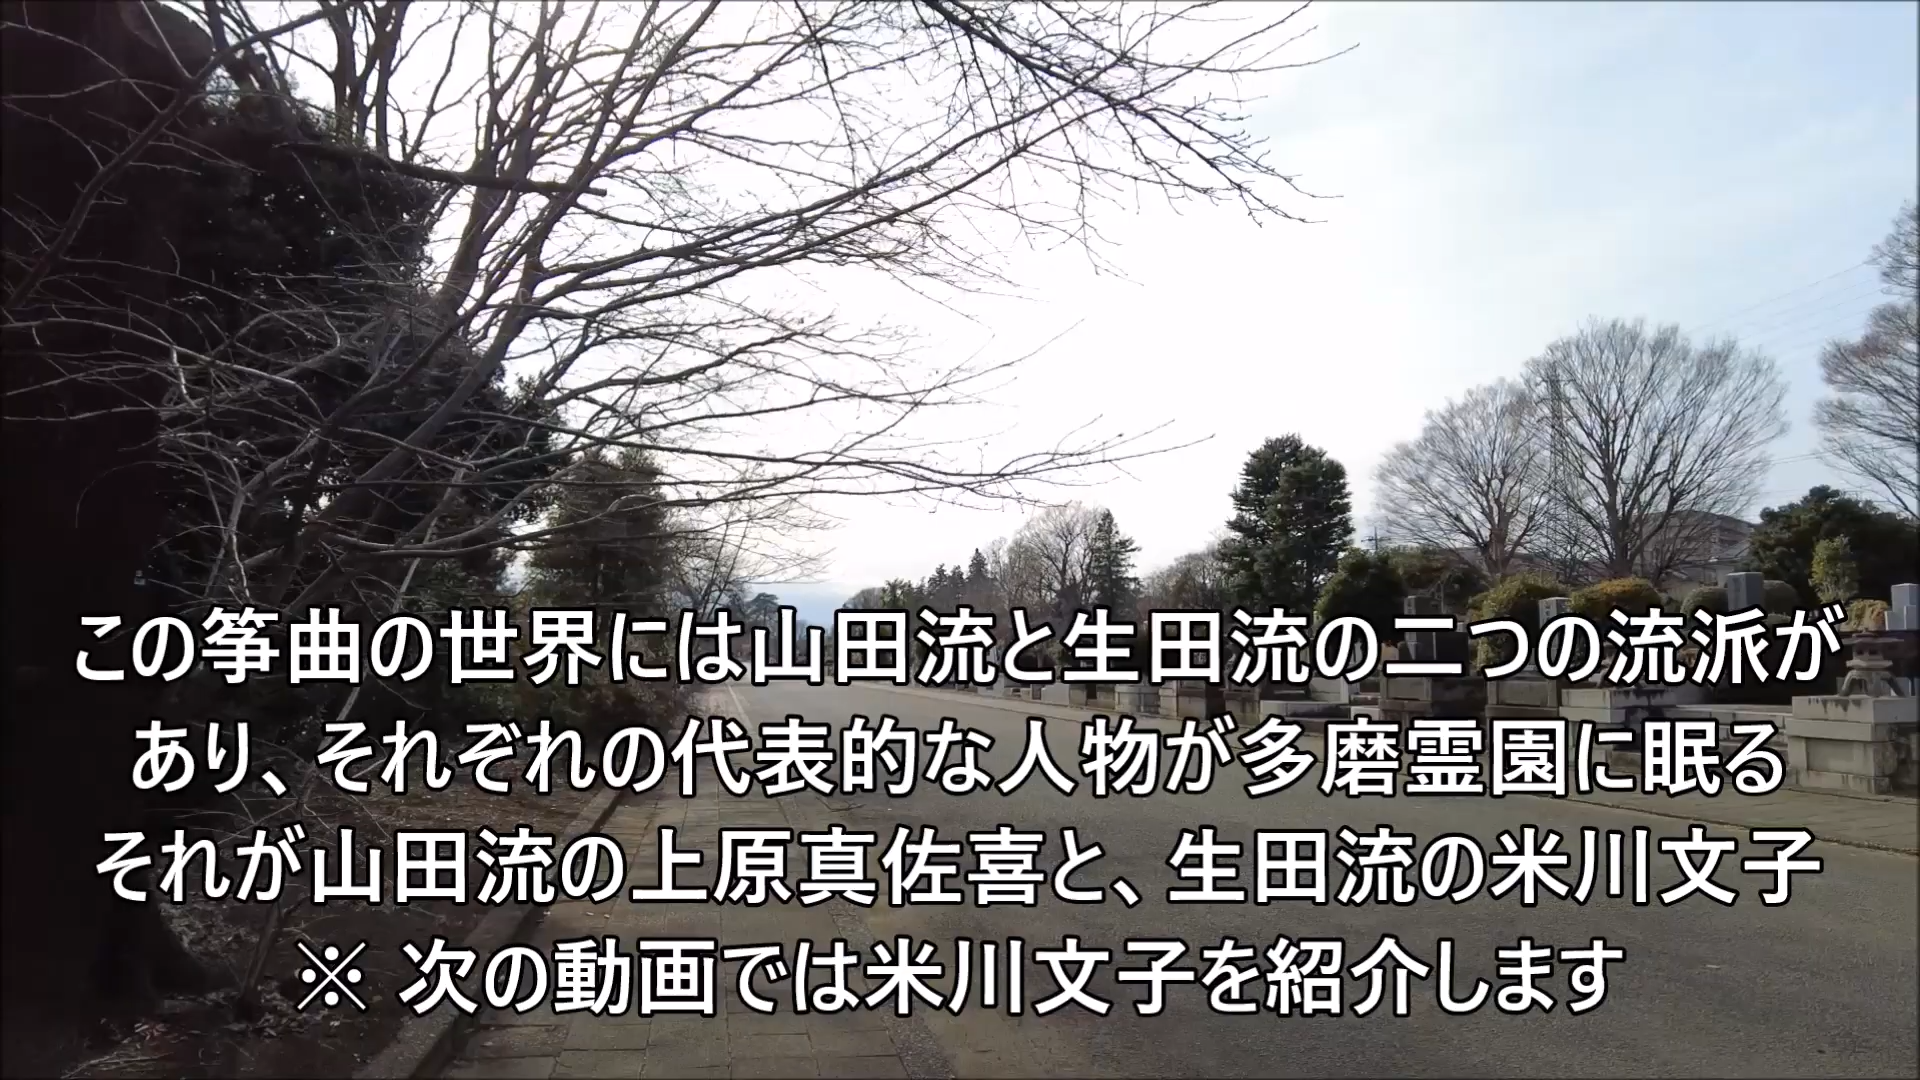 この筝曲の世界には山田流と生田流の二つの流派が
あり、それぞれの代表的な人物が多磨霊園に眠る
それが山田流の上原真佐喜と、生田流の米川文子
※ 次の動画では米川文子を紹介します